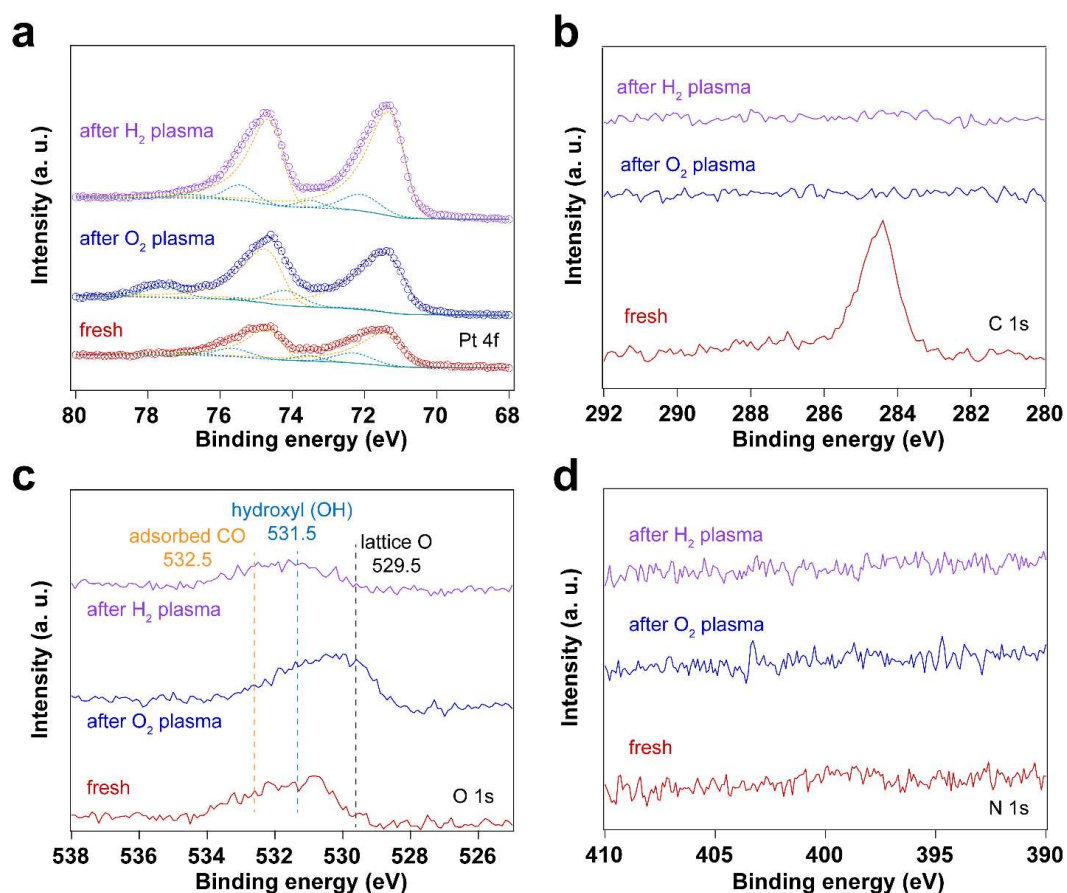 a
after H2 plasma
after O2 plasma
fresh
Pt 4f
Intensity (a. u.)
80 78 76 74 72 70 68
Binding energy (eV)
b
after H2 plasma
after O2 plasma
fresh
C 1s
Intensity (a. u.)
292 290 288 286 284 282 280
Binding energy (eV)
c
hydroxyl (OH)
531.5
adsorbed CO
532.5
lattice O
529.5
after H2 plasma
after O2 plasma
fresh
O 1s
Intensity (a. u.)
538 536 534 532 530 528 526
Binding energy (eV)
d
after H2 plasma
after O2 plasma
fresh
N 1s
Intensity (a. u.)
410 405 400 395 390
Binding energy (eV)